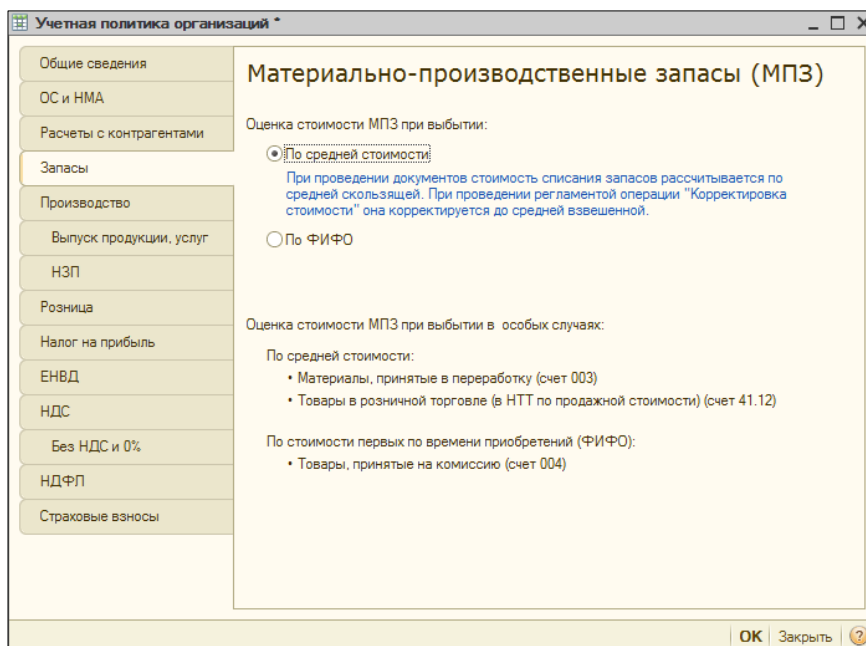 Учетная политика организаций *
Общие сведения
ОС и НМА
Расчеты с контрагентами
Запасы
Производство
Выпуск продукции, услуг
НЗП
Розница
Налог на прибыль
ЕНВД
НДС
Без НДС и 0%
НДФЛ
Страховые взносы
Материально-производственные запасы (МПЗ)
Оценка стоимости МПЗ при выбытии:
По средней стоимости
При проведении документов стоимость списания запасов рассчитывается по
средней скользящей. При проведении регламентой операции "Корректировка
стоимости" она корректируется до средней взвешенной.
По ФИФО
Оценка стоимости МПЗ при выбытии в особых случаях:
По средней стоимости:
• Материалы, принятые в переработку (счет 003)
• Товары в розничной торговле (в НТТ по продажной стоимости) (счет 41.12)
По стоимости первых по времени приобретений (ФИФО):
• Товары, принятые на комиссию (счет 004)
OK Закрыть ?